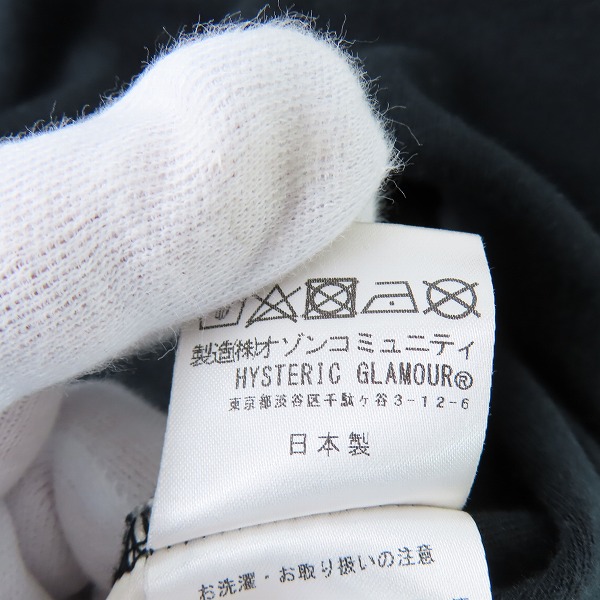 製造㈱オゾンコミュニティ
HYSTERIC GLAMOUR®
東京都渋谷区千駄ヶ谷3-12-6
日本製
お洗濯・お取り扱いの注意